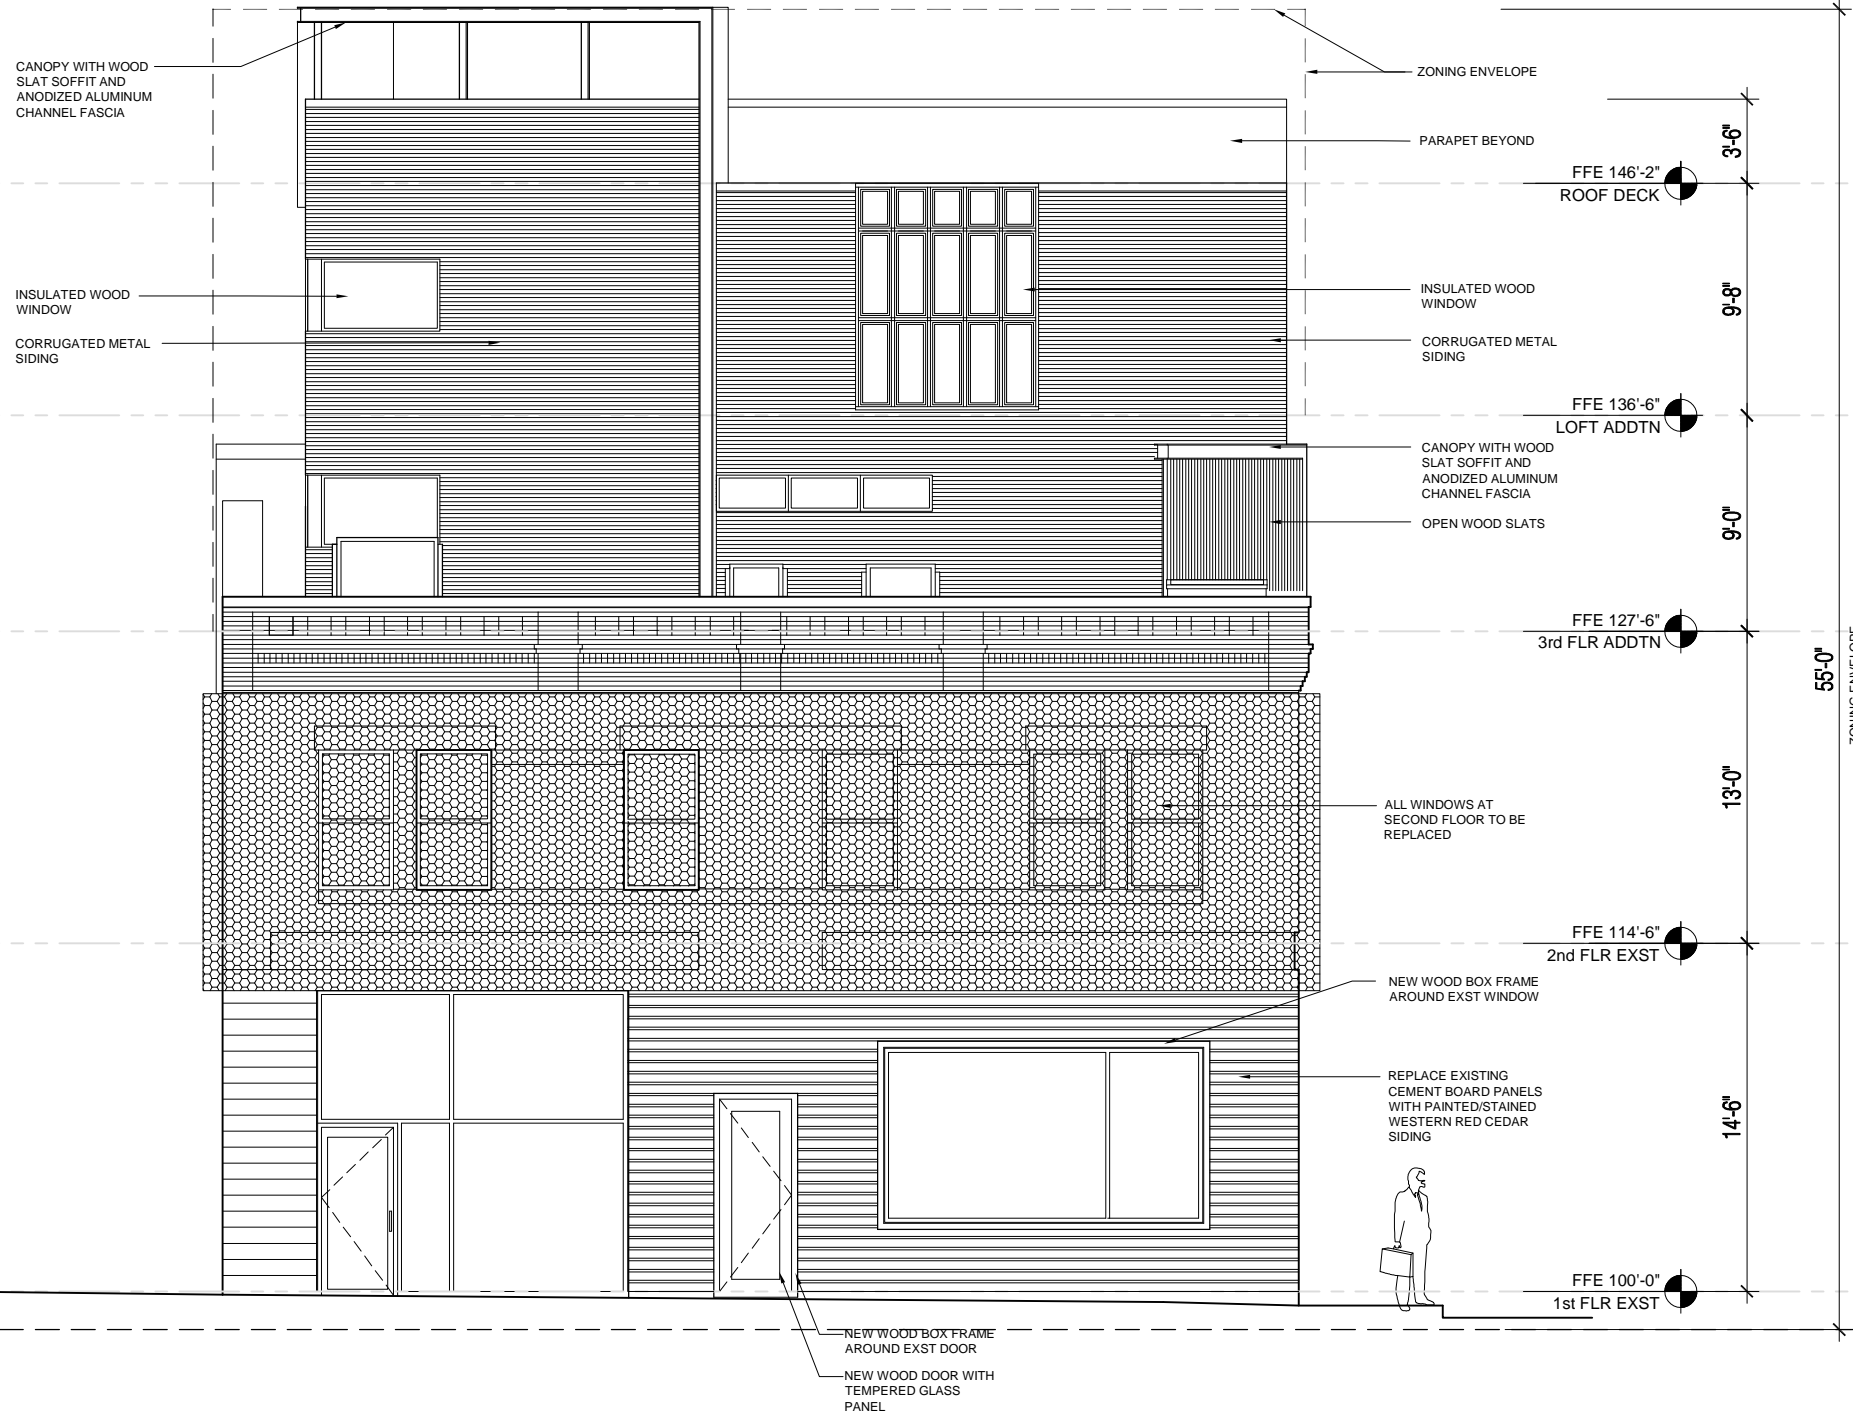 CANOPY WITH WOOD
SLAT SOFFIT AND
ANODIZED ALUMINUM
CHANNEL FASCIA
INSULATED WOOD
WINDOW
CORRUGATED METAL
SIDING
ZONING ENVELOPE
PARAPET BEYOND
INSULATED WOOD
WINDOW
CORRUGATED METAL
SIDING
CANOPY WITH WOOD
SLAT SOFFIT AND
ANODIZED ALUMINUM
CHANNEL FASCIA
OPEN WOOD SLATS
ALL WINDOWS AT
SECOND FLOOR TO BE
REPLACED
NEW WOOD BOX FRAME
AROUND EXST WINDOW
REPLACE EXISTING
CEMENT BOARD PANELS
WITH PAINTED/STAINED
WESTERN RED CEDAR
SIDING
NEW WOOD BOX FRAME
AROUND EXST DOOR
NEW WOOD DOOR WITH
TEMPERED GLASS
PANEL
FFE 146'-2"
ROOF DECK
FFE 136'-6"
LOFT ADDTN
FFE 127'-6"
3rd FLR ADDTN
FFE 114'-6"
2nd FLR EXST
FFE 100'-0"
1st FLR EXST
3'-6"
9'-8"
9'-0"
13'-0"
14'-6"
55'-0"
ZONING ENVELOPE